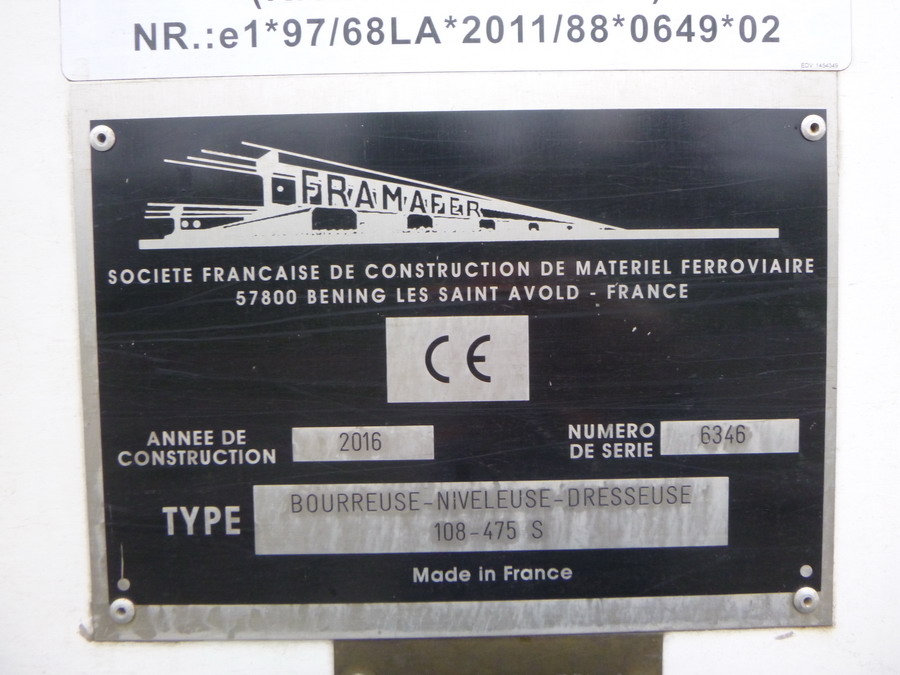 NR.:e1*97/68LA*2011/88*0649*02
FRAMAFER
SOCIETE FRANCAISE DE CONSTRUCTION DE MATERIEL FERROVIAIRE
57800 BENING LES SAINT AVOLD - FRANCE
CE
ANNEE DE
CONSTRUCTION
2016
NUMERO
DE SERIE
6346
TYPE
BOURREUSE-NIVELEUSE-DRESSEUSE
108-475 S
Made in France